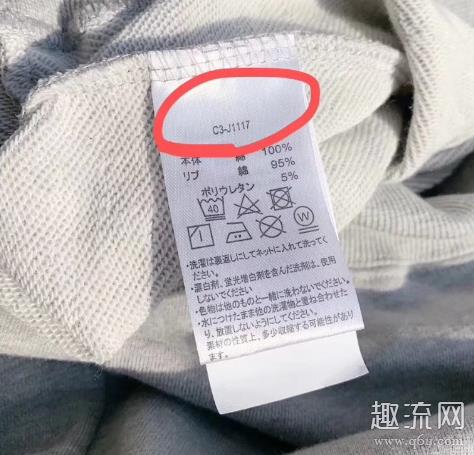 C3-J1117
本体 綿 100%
リブ 綿 95%
ポリウレタン 5%
40
W
・洗濯は裏返しにしてネットに入れて洗ってください。
・漂白剤、蛍光増白剤を含んだ洗剤は、使用
しないでください
・色物は他のものと一緒に洗わないでください。
・水につけたまま他の洗濯物と重ね合わせた
り、放置しないようにしてください。
素材の性質上、多少収縮する可能性があり
ます。
趣流网
www.q6y.com